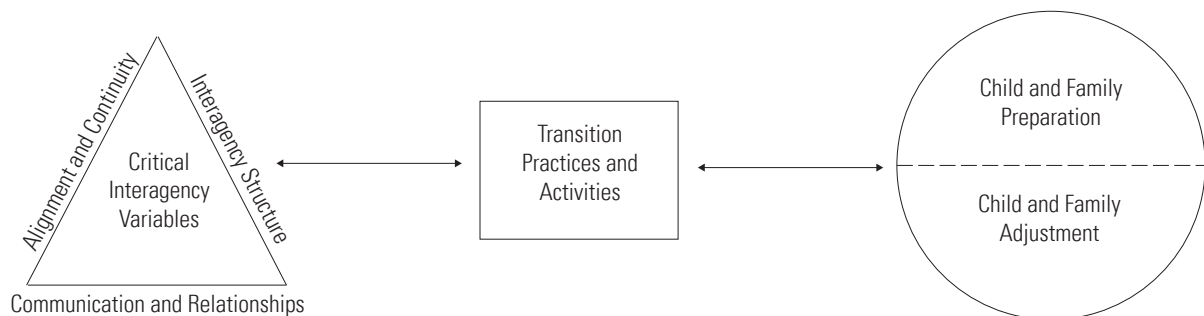 Alignment and Continuity
Interagency Structure
Critical
Interagency
Variables
Communication and Relationships
Transition
Practices and
Activities
Child and Family
Preparation
Child and Family
Adjustment